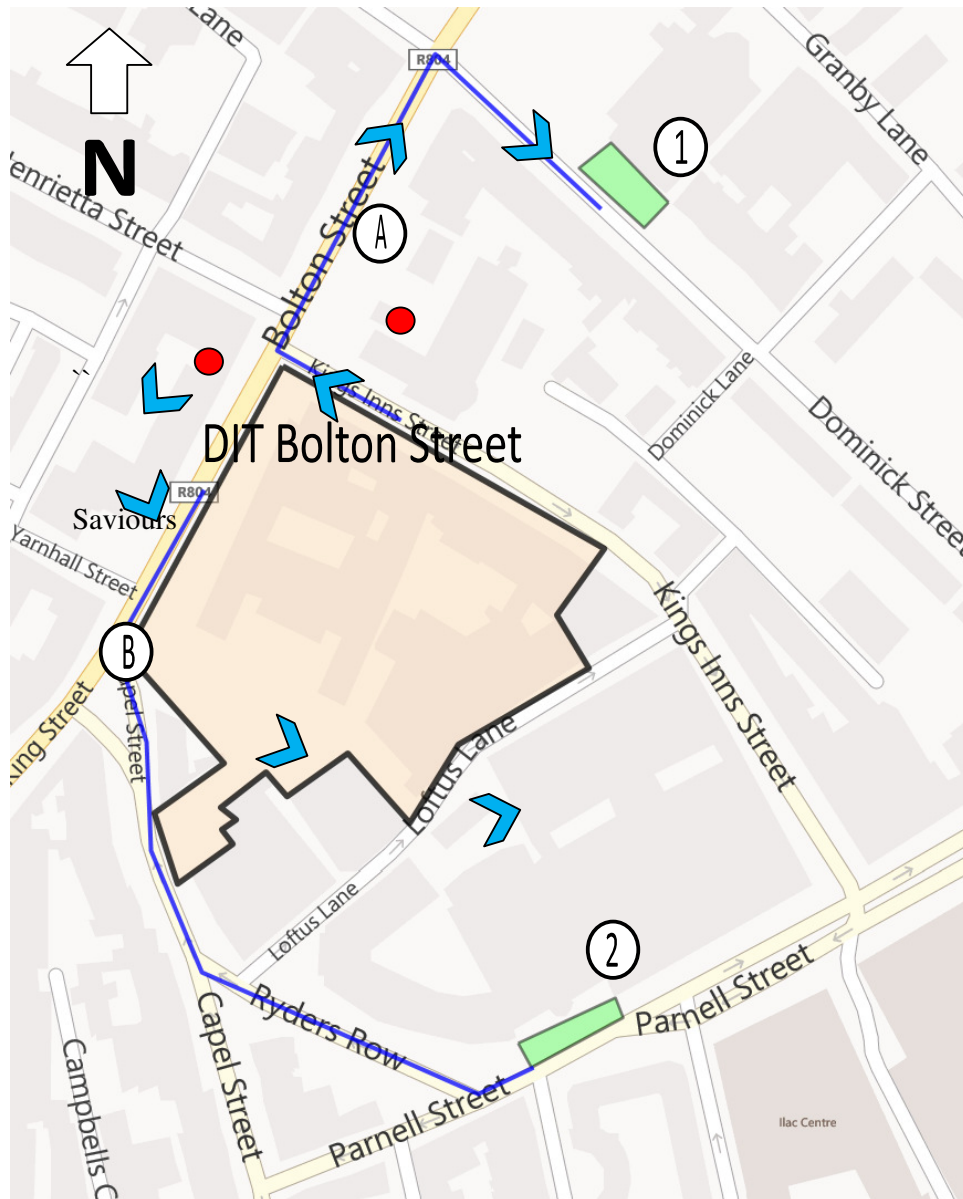 Lane
R804
Granby Lane
1
N
Henrietta Street
Bolton Street
A
Kings Inns Street
Dominick Lane
Dominick Street
DIT Bolton Street
R804
Saviours
Yarnhall Street
Kings Inns Street
B
King Street
Capel Street
Loftus Lane
Loftus Lane
2
Ryders Row
Parnell Street
Capel Street
Parnell Street
Campbells C
Ilac Centre